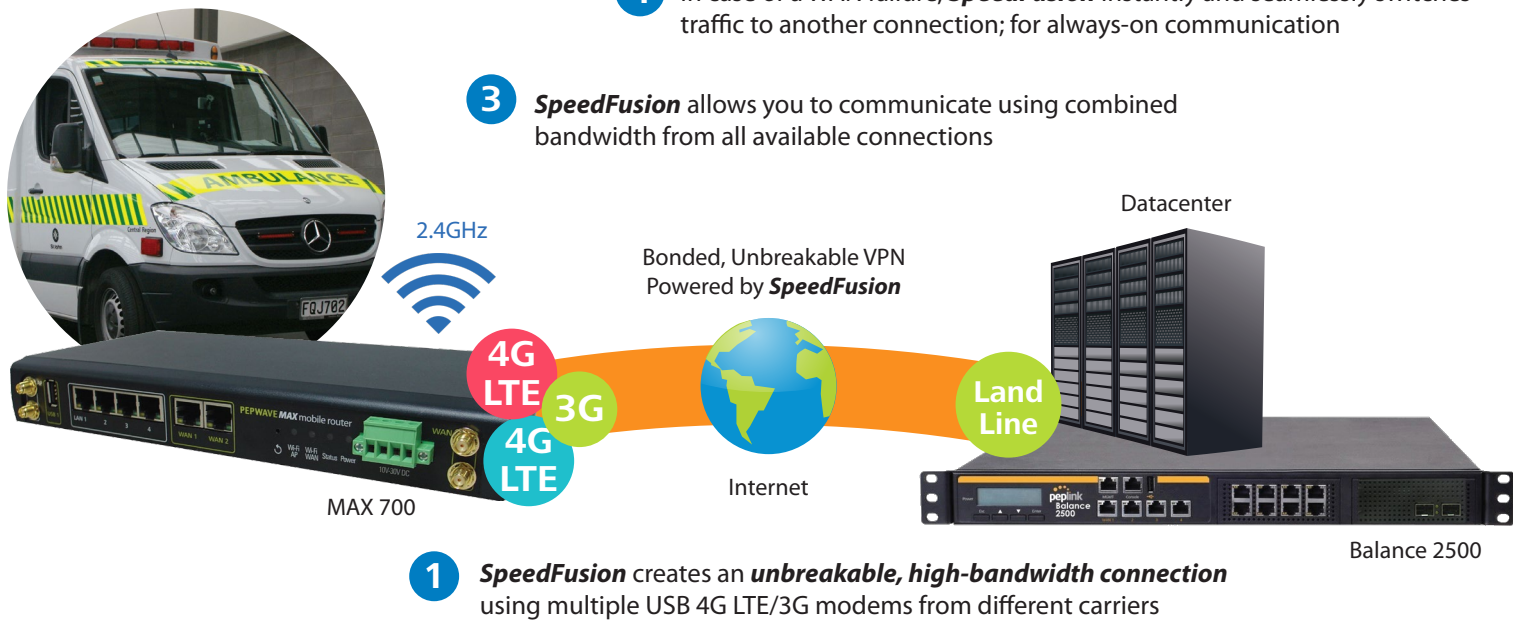 traffic to another connection; for always-on communication
3
SpeedFusion allows you to communicate using combined
bandwidth from all available connections
AMBULANCE
Central Region
FQJ702
2.4GHz
Bonded, Unbreakable VPN
Powered by SpeedFusion
Datacenter
4G
LTE
3G
4G
LTE
Land
Line
LAN 1 2 3 4
WAN 1 WAN 2
PEPWAVE MAX mobile router
Wi-Fi AP
Wi-Fi WAN
Status
Power
10V-30V DC
WAN
MAX 700
Internet
peplink
Balance
2500
Balance 2500
1
SpeedFusion creates an unbreakable, high-bandwidth connection
using multiple USB 4G LTE/3G modems from different carriers